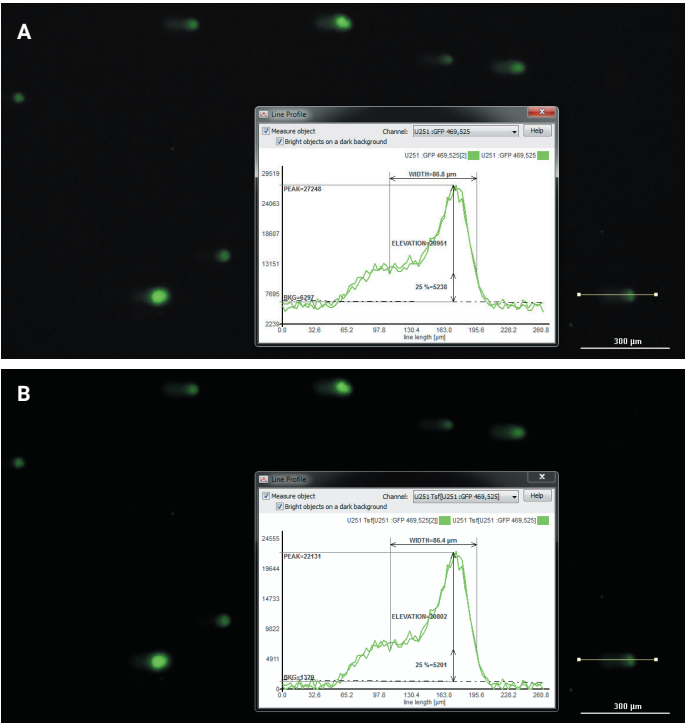 A
Line Profile
Measure object
Channel: U251 :GFP 469,525
Help
Bright objects on a dark background
U251 :GFP 469,525[2] U251 :GFP 469,525
29519
WIDTH=86.8 µm
PEAK=27248
24063
18607
ELEVATION=20951
13151
25 %=5238
7695
BKG=6297
2239
0.0 32.6 65.2 97.8 130.4 163.0 195.6 228.2 260.8
line length [µm]
300 µm
B
Line Profile
Measure object
Channel: U251 Tsf[U251 :GFP 469,525]
Help
Bright objects on a dark background
U251 Tsf[U251 :GFP 469,525[2]] U251 Tsf[U251 :GFP 469,525]
24555
WIDTH=86.4 µm
PEAK=22131
19644
14733
9822
ELEVATION=20802
4911
25 %=5201
BKG=1329
0
0.0 32.6 65.2 97.8 130.4 163.0 195.6 228.2 260.8
line length [µm]
300 µm